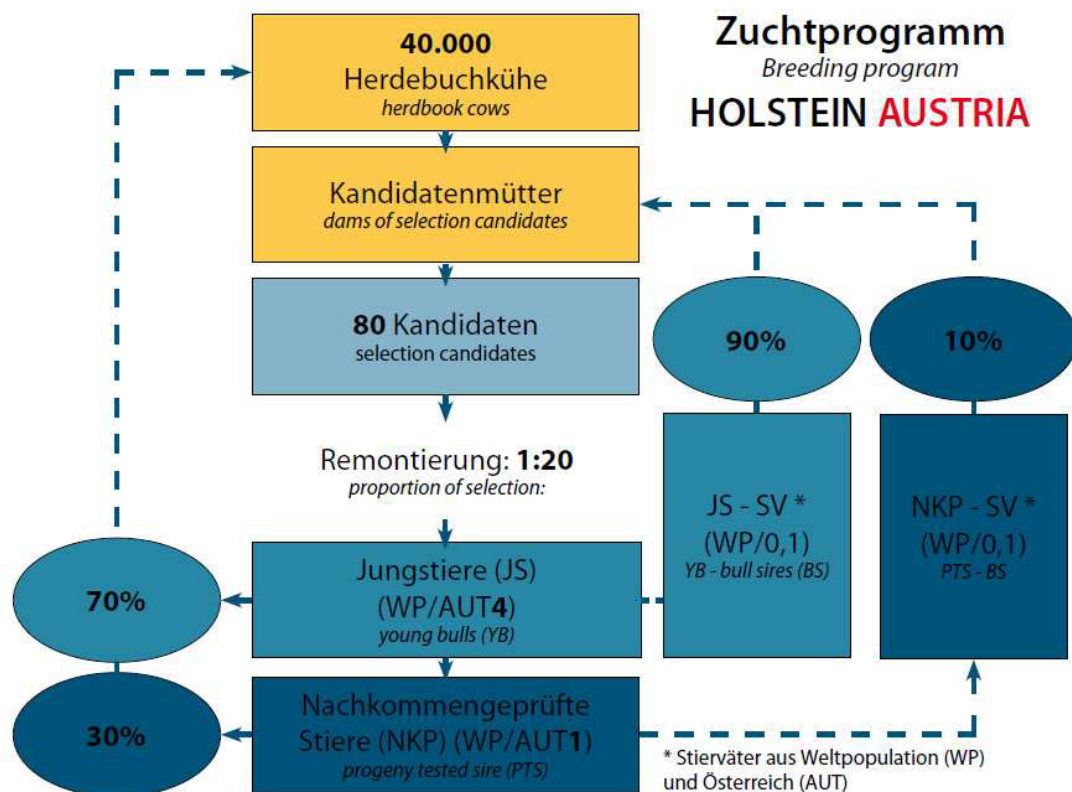 Zuchtprogramm
Breeding program
HOLSTEIN AUSTRIA
40.000
Herdebuchkühe
herdbook cows
Kandidatenmütter
dams of selection candidates
80 Kandidaten
selection candidates
90%
10%
Remontierung: 1:20
proportion of selection:
JS - SV *
(WP/0,1)
YB - bull sires (BS)
NKP - SV *
(WP/0,1)
PTS - BS
70%
Jungstiere (JS)
(WP/AUT4)
young bulls (YB)
30%
Nachkommengeprüfte
Stiere (NKP) (WP/AUT1)
progeny tested sire (PTS)
* Stierväter aus Weltpopulation (WP)
und Österreich (AUT)